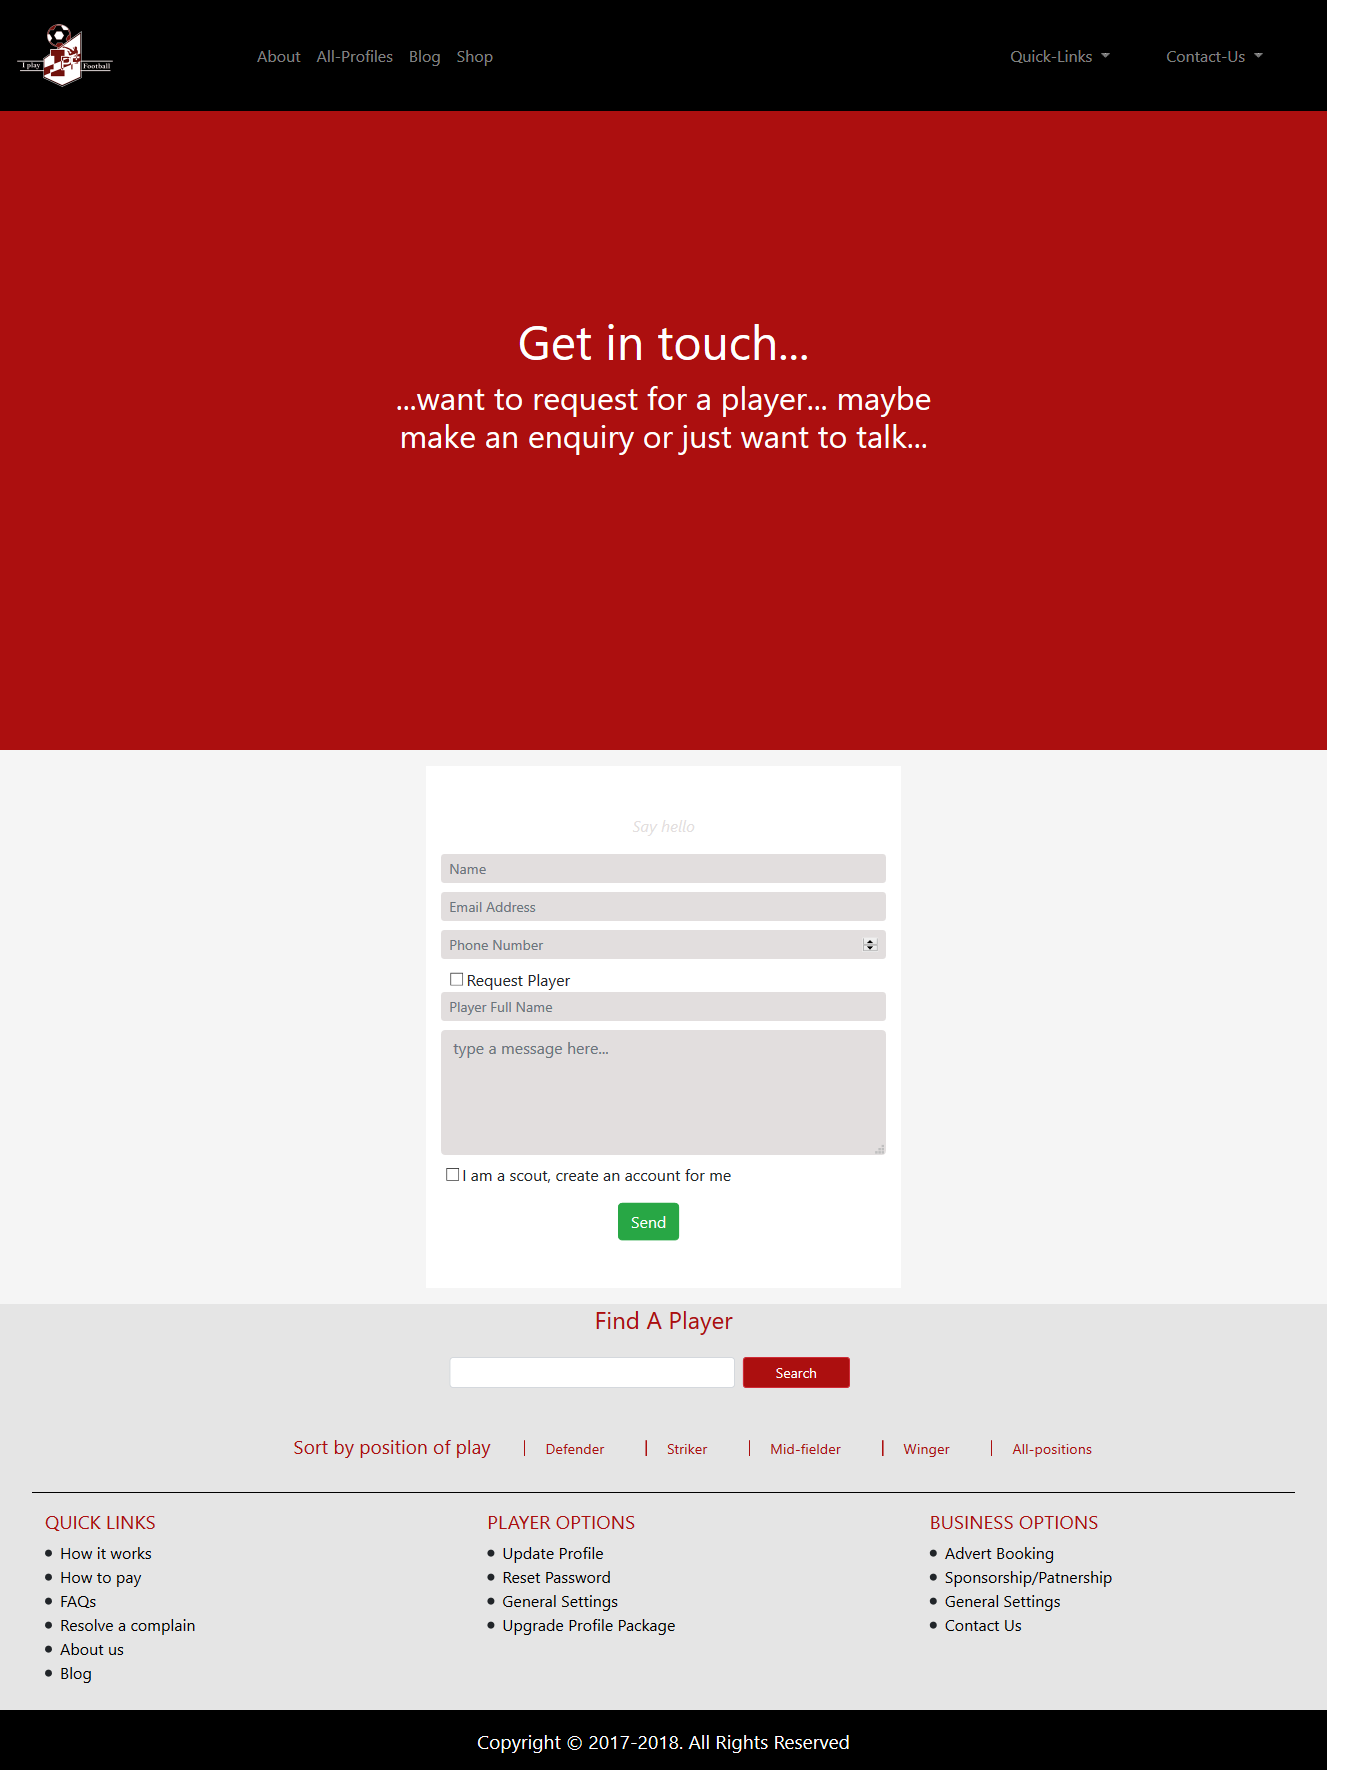 I play Football
About All-Profiles Blog Shop Quick-Links Contact-Us
Get in touch...
...want to request for a player... maybe
make an enquiry or just want to talk...
Say hello
Name
Email Address
Phone Number
Request Player
Player Full Name
type a message here...
I am a scout, create an account for me
Send
Find A Player
Search
Sort by position of play | Defender | Striker | Mid-fielder | Winger | All-positions
QUICK LINKS
How it works
How to pay
FAQs
Resolve a complain
About us
Blog
PLAYER OPTIONS
Update Profile
Reset Password
General Settings
Upgrade Profile Package
BUSINESS OPTIONS
Advert Booking
Sponsorship/Patnership
General Settings
Contact Us
Copyright © 2017-2018. All Rights Reserved